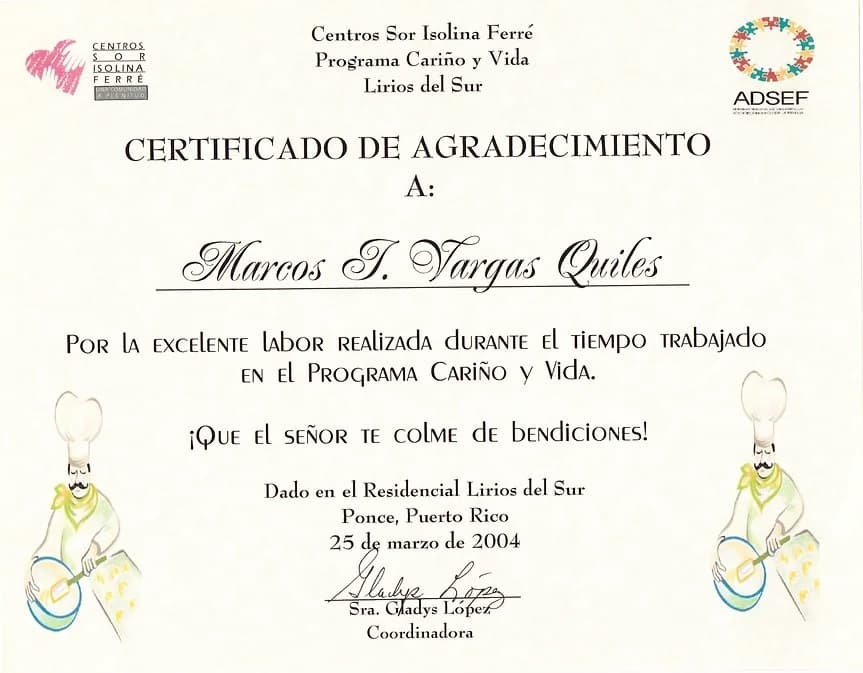 CENTROS
SOR
ISOLINA
FERRÉ
UNA COMUNIDAD
A PLENITUD
Centros Sor Isolina Ferré
Programa Cariño y Vida
Lirios del Sur
ADSEF
CERTIFICADO DE AGRADECIMIENTO
A:
Marcos J. Vargas Quiles
Por la excelente labor realizada durante el tiempo trabajado
en el Programa Cariño y Vida.
¡Que el señor te colme de bendiciones!
Dado en el Residencial Lirios del Sur
Ponce, Puerto Rico
25 de marzo de 2004
Gladys López
Sra. Gladys López
Coordinadora